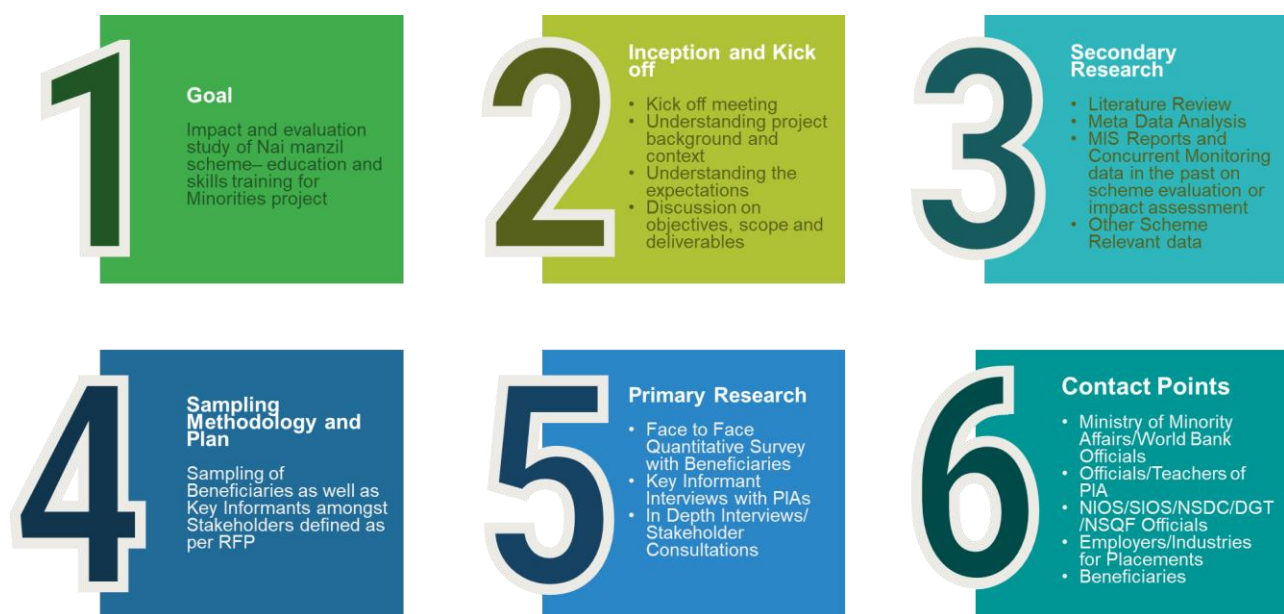 1
Goal
Impact and evaluation
study of Nai manzil
scheme– education and
skills training for
Minorities project
2
Inception and Kick
off
• Kick off meeting
• Understanding project
background and
context
• Understanding the
expectations
• Discussion on
objectives, scope and
deliverables
3
Secondary
Research
• Literature Review
• Meta Data Analysis
• MIS Reports and
Concurrent Monitoring
data in the past on
scheme evaluation or
impact assessment
• Other Scheme
Relevant data
4
Sampling
Methodology and
Plan
Sampling of
Beneficiaries as well as
Key Informants amongst
Stakeholders defined as
per RFP
5
Primary Research
• Face to Face
Quantitative Survey
with Beneficiaries
• Key Informant
Interviews with PIAs
• In Depth Interviews/
Stakeholder
Consultations
6
Contact Points
• Ministry of Minority
Affairs/World Bank
Officials
• Officials/Teachers of
PIA
• NIOS/SIOS/NSDC/DGT
/NSQF Officials
• Employers/Industries
for Placements
• Beneficiaries